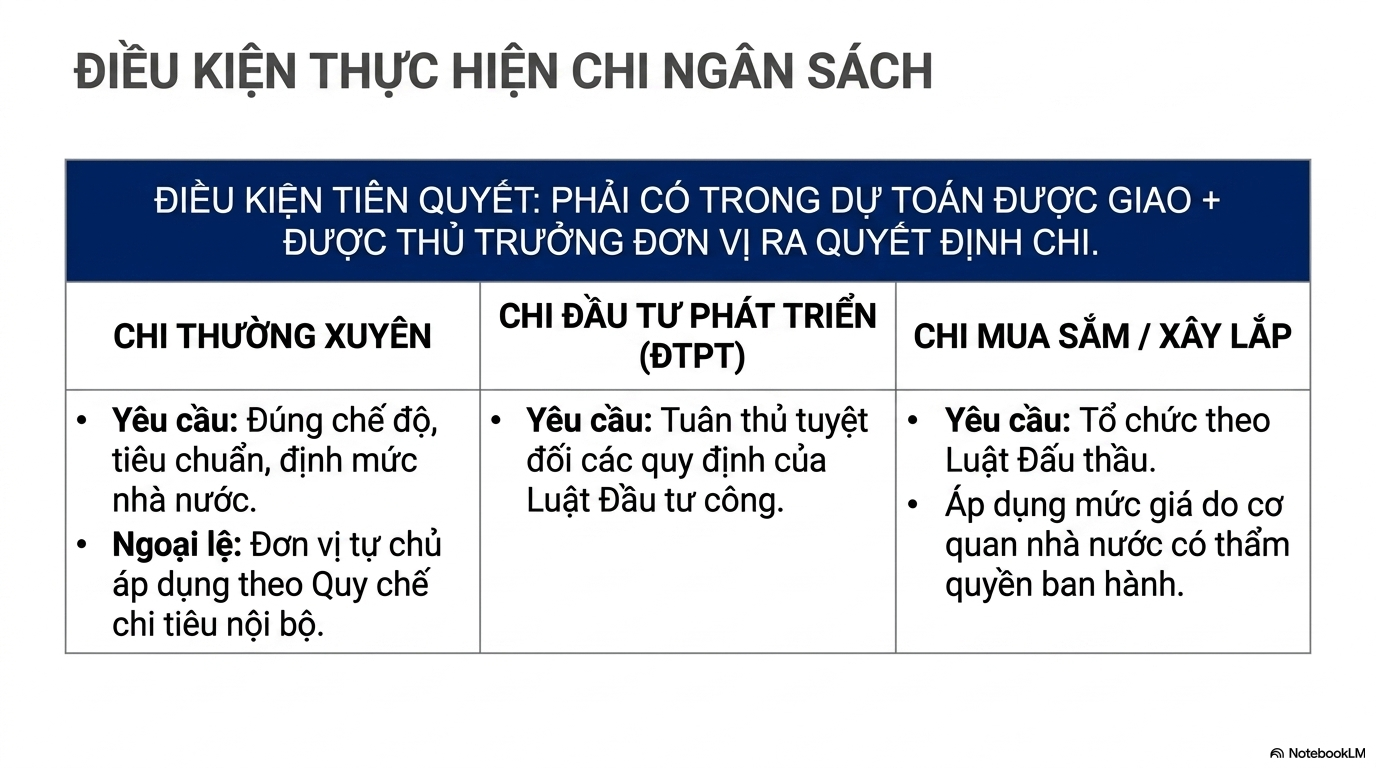 ĐIỀU KIỆN THỰC HIỆN CHI NGÂN SÁCH
ĐIỀU KIỆN TIÊN QUYẾT: PHẢI CÓ TRONG DỰ TOÁN ĐƯỢC GIAO +
ĐƯỢC THỦ TRƯỞNG ĐƠN VỊ RA QUYẾT ĐỊNH CHI.
CHI THƯỜNG XUYÊN
CHI ĐẦU TƯ PHÁT TRIỂN
(ĐTPT)
CHI MUA SẮM / XÂY LẮP
• Yêu cầu: Đúng chế độ,
tiêu chuẩn, định mức
nhà nước.
• Ngoại lệ: Đơn vị tự chủ
áp dụng theo Quy chế
chi tiêu nội bộ.
• Yêu cầu: Tuân thủ tuyệt
đối các quy định của
Luật Đầu tư công.
• Yêu cầu: Tổ chức theo
Luật Đấu thầu.
• Áp dụng mức giá do cơ
quan nhà nước có thẩm
quyền ban hành.
NotebookLM